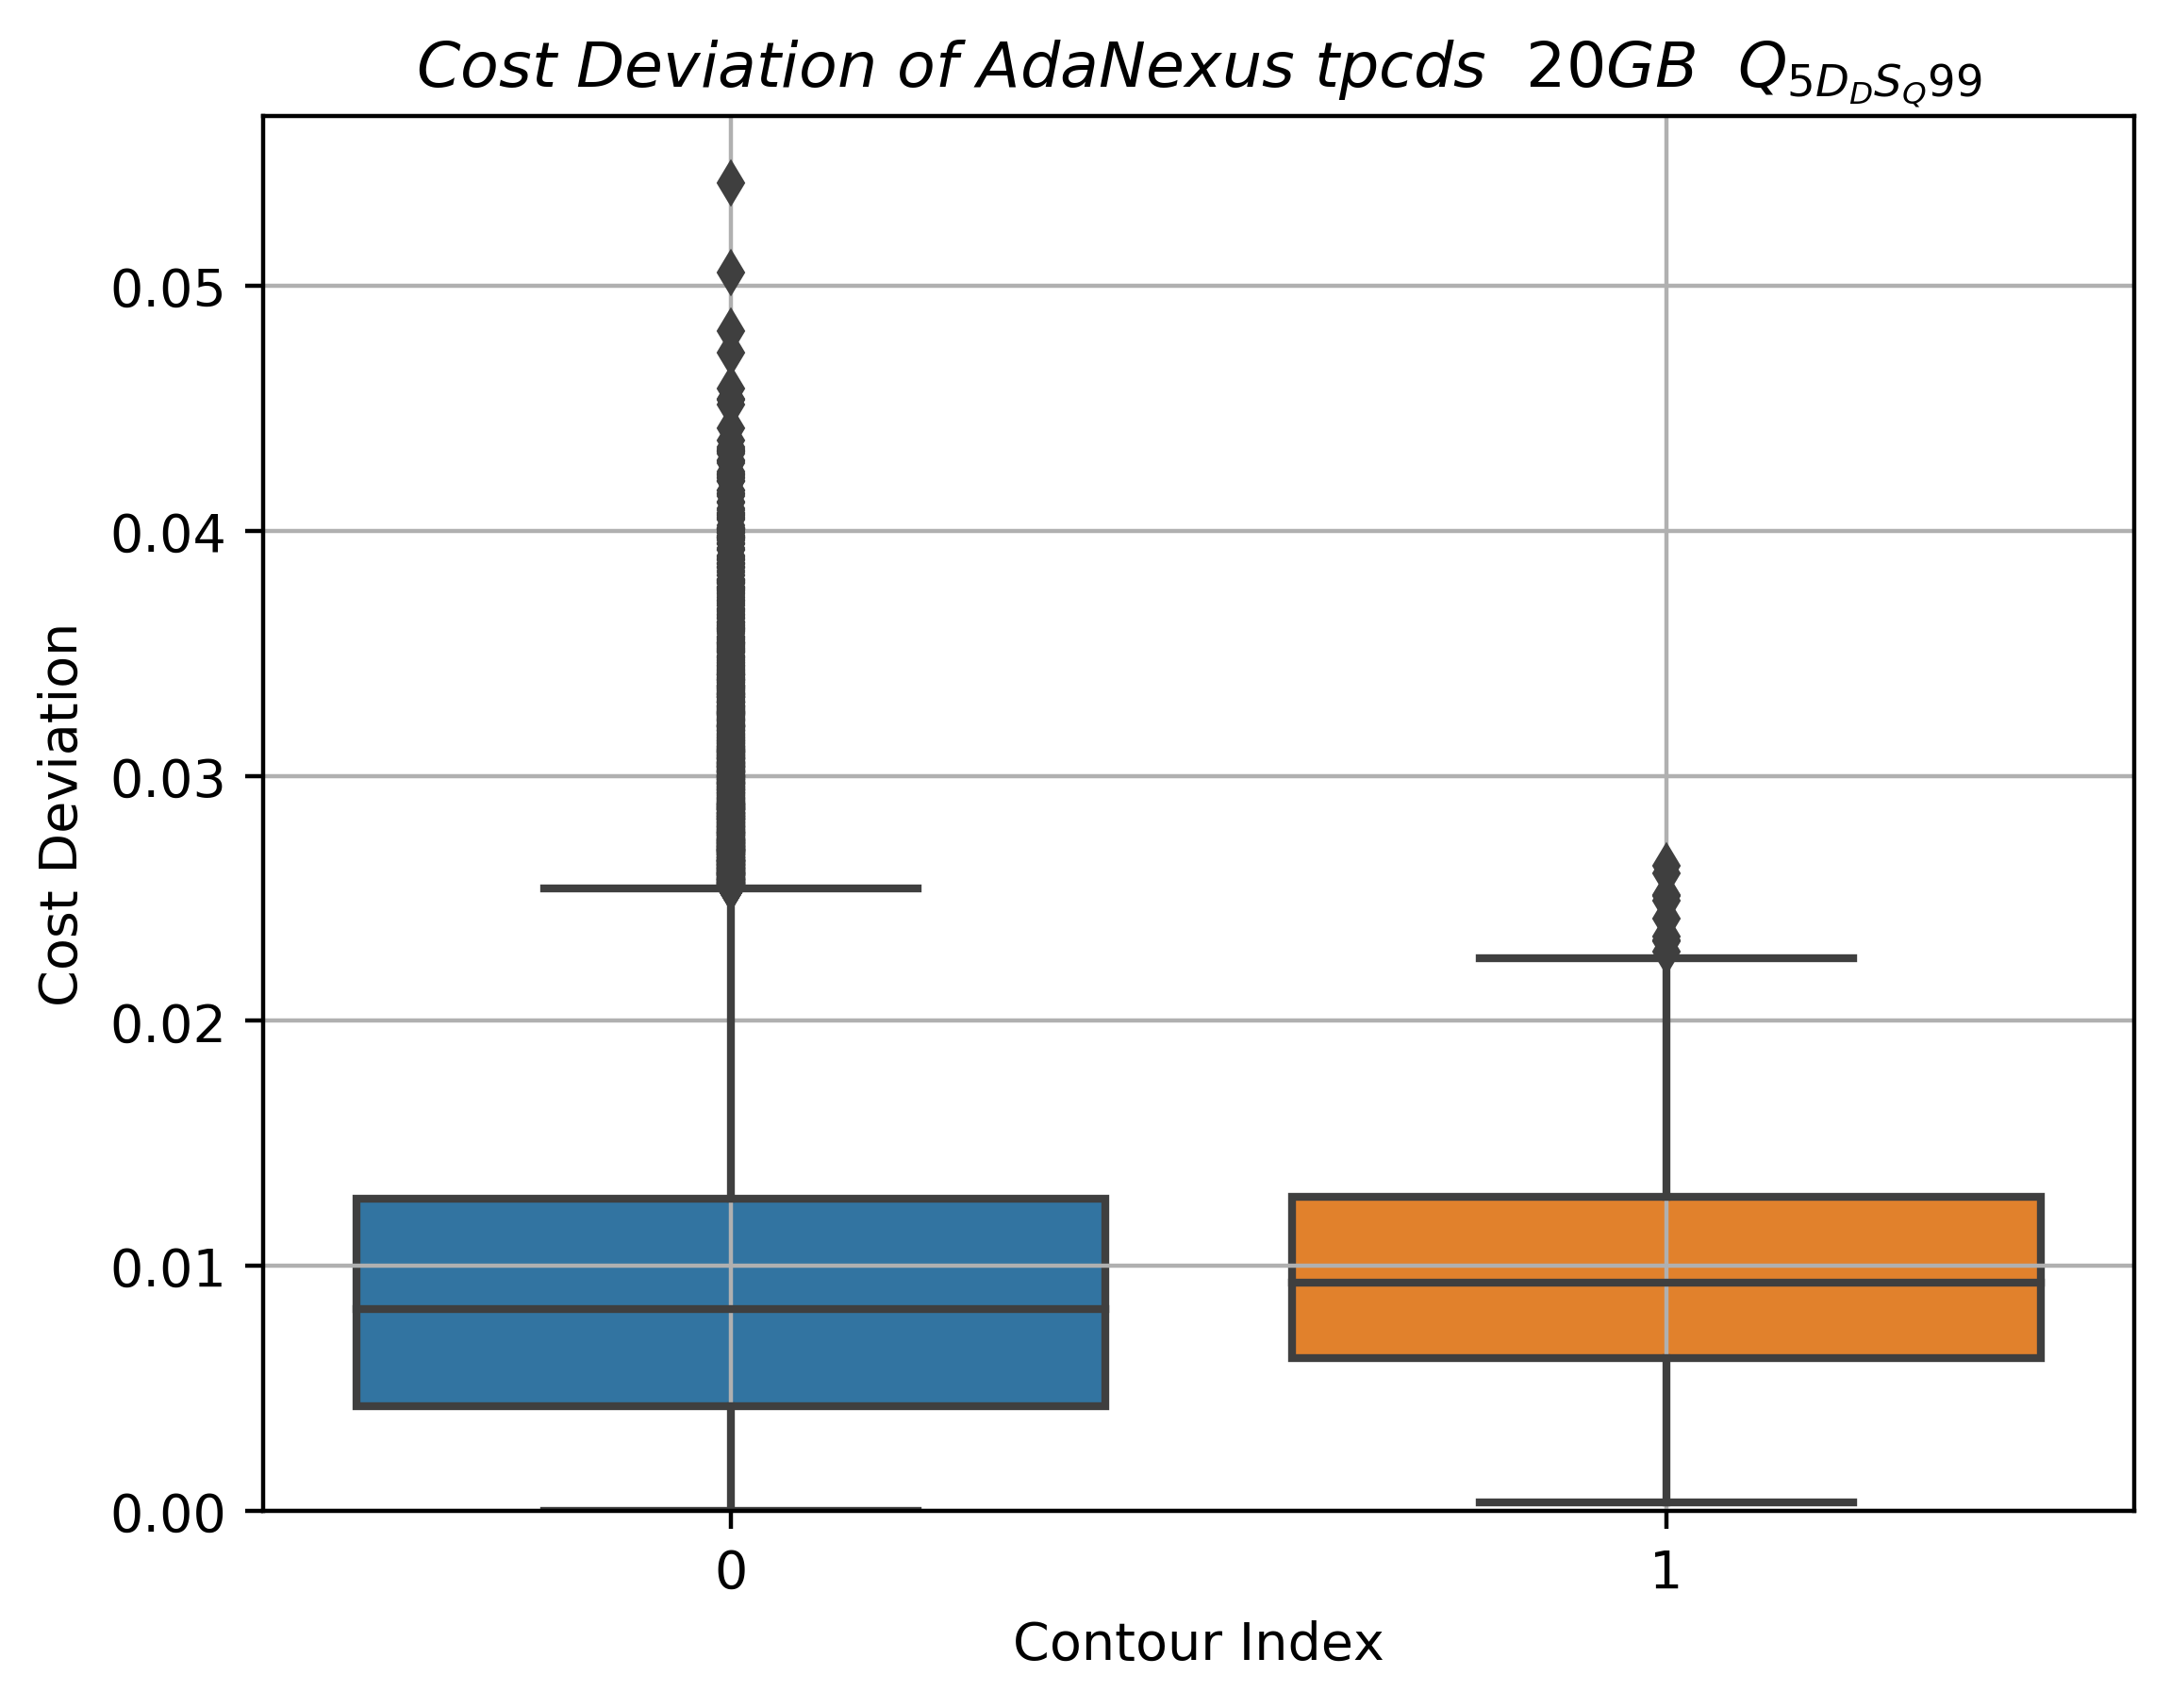 Cost Deviation of AdaNexus tpcds 20GB Q5DDSQ99
0.05
0.04
0.03
0.02
0.01
0.00
Cost Deviation
0 1
Contour Index